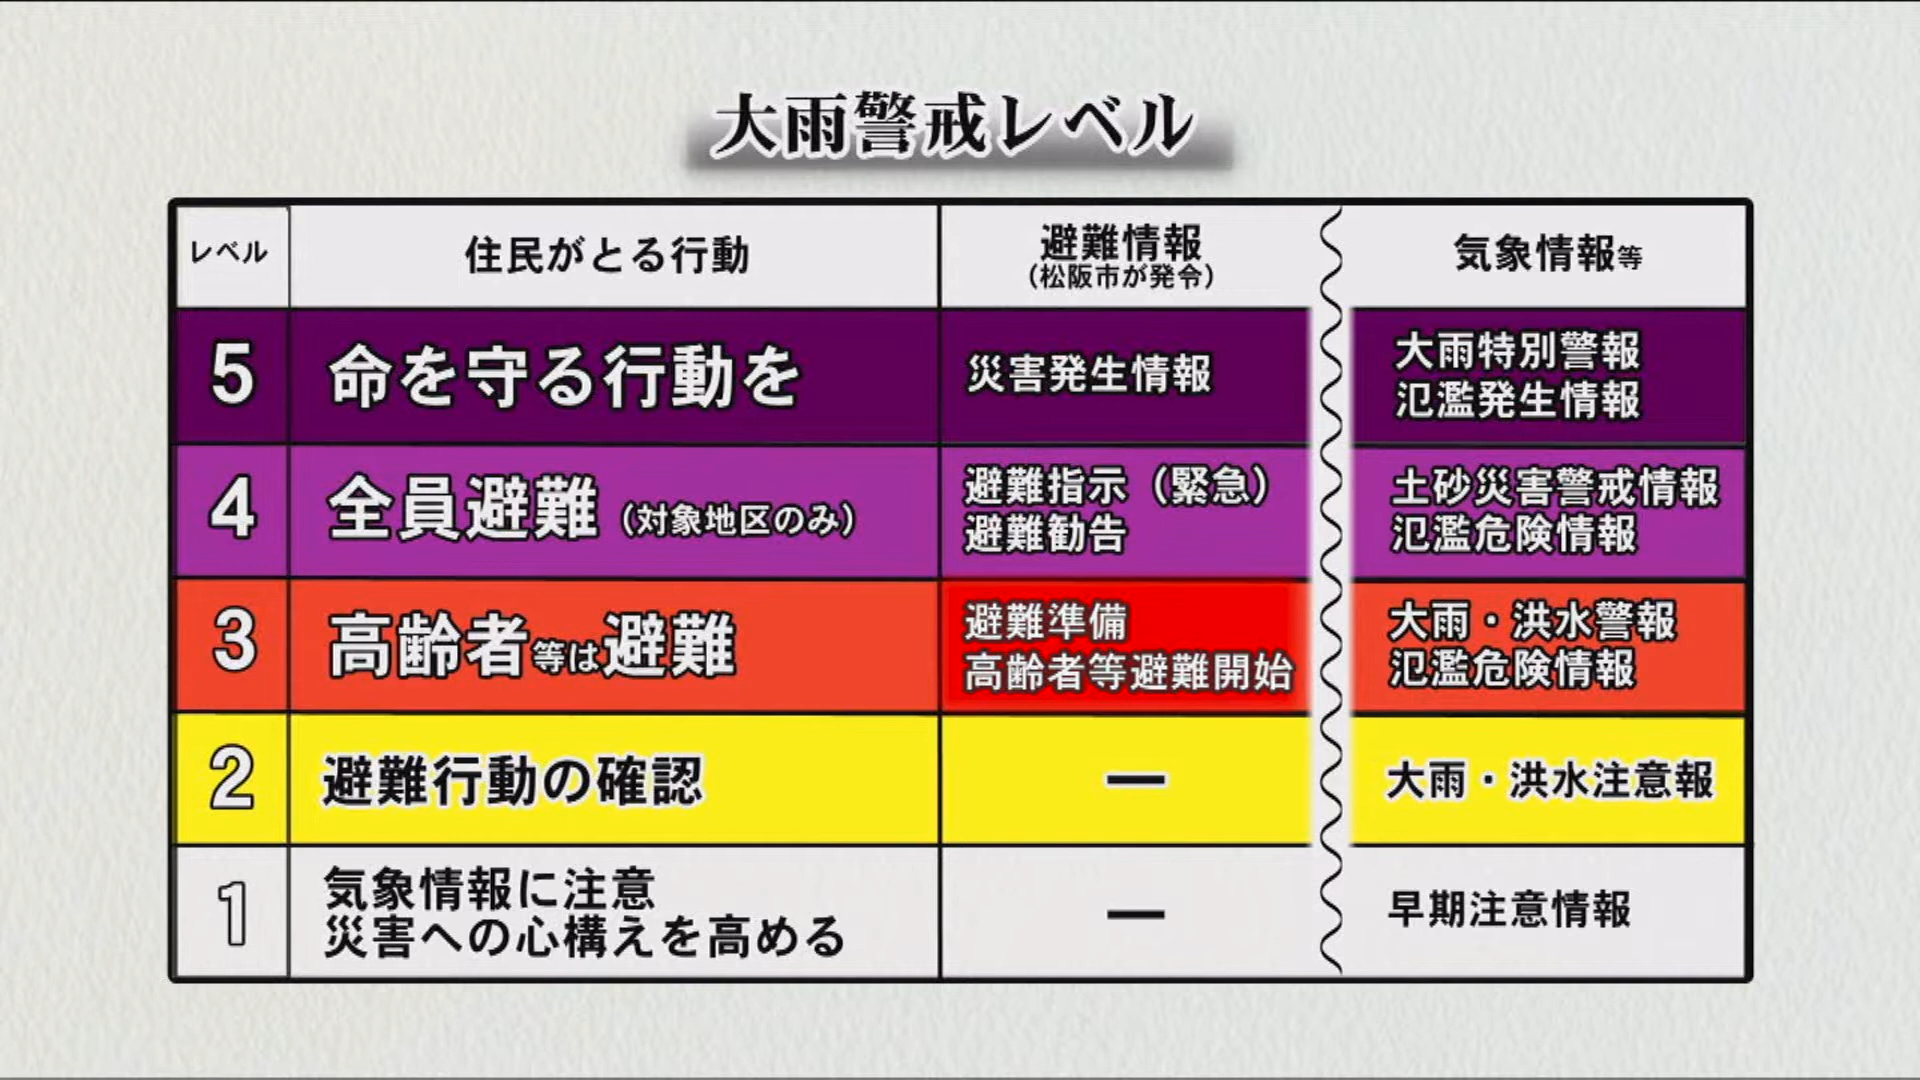 大雨警戒レベル
レベル
住民がとる行動
避難情報
（松阪市が発令）
気象情報等
5
命を守る行動を
災害発生情報
大雨特別警報
氾濫発生情報
4
全員避難（対象地区のみ）
避難指示（緊急）
避難勧告
土砂災害警戒情報
氾濫危険情報
3
高齢者等は避難
避難準備
高齢者等避難開始
大雨・洪水警報
氾濫危険情報
2
避難行動の確認
ー
大雨・洪水注意報
1
気象情報に注意
災害への心構えを高める
ー
早期注意情報